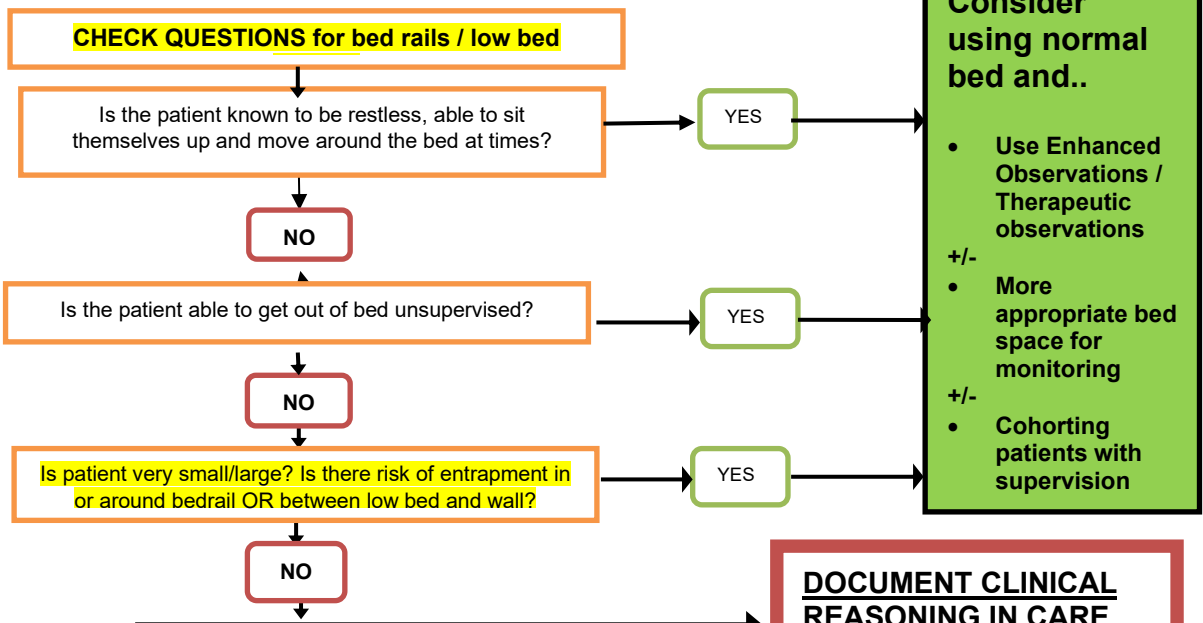 CHECK QUESTIONS for bed rails / low bed
Is the patient known to be restless, able to sit
themselves up and move around the bed at times?
YES
NO
Is the patient able to get out of bed unsupervised?
YES
NO
Is patient very small/large? Is there risk of entrapment in
or around bedrail OR between low bed and wall?
YES
NO
Consider
using normal
bed and..
• Use Enhanced
Observations /
Therapeutic
observations
+/-
• More
appropriate bed
space for
monitoring
+/-
• Cohorting
patients with
supervision
DOCUMENT CLINICAL
REASONING IN CARE